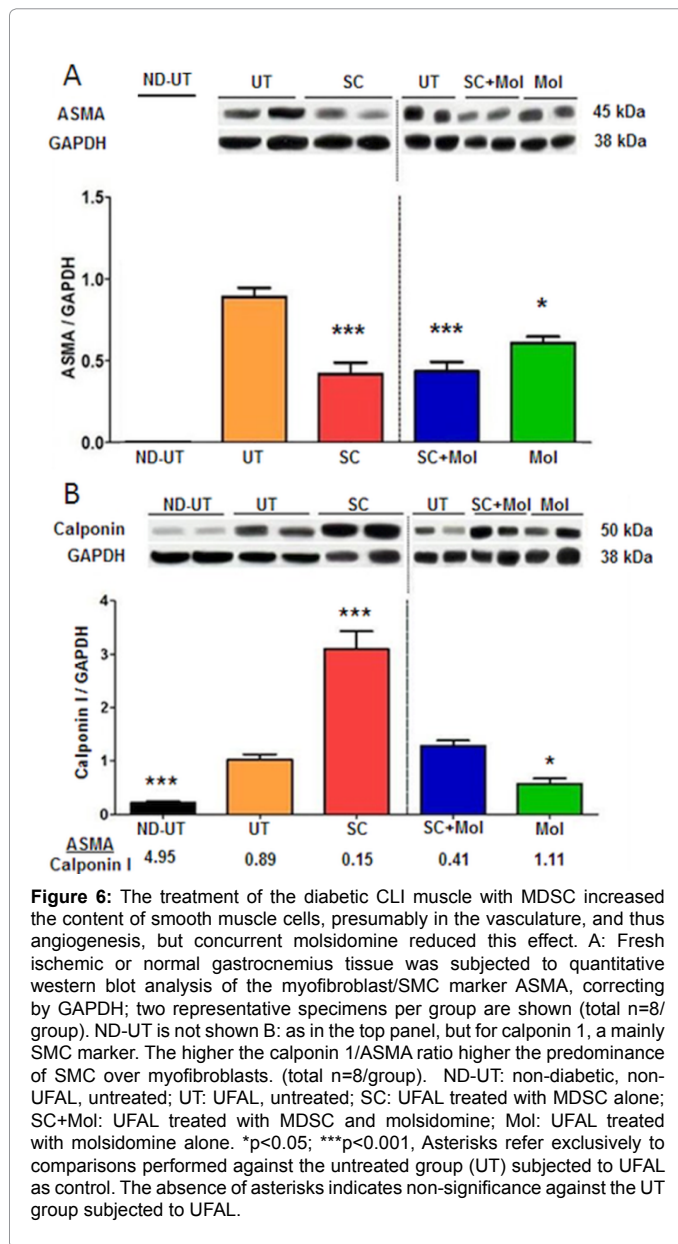 A
ND-UT UT SC UT SC+Mol Mol
ASMA 45 kDa
GAPDH 38 kDa
ASMA / GAPDH
1.5
1.0
0.5
0.0
*** *** *
ND-UT UT SC SC+Mol Mol
B
ND-UT UT SC UT SC+Mol Mol
Calponin 50 kDa
GAPDH 38 kDa
Calponin I / GAPDH
4
3
2
1
0
*** *** *
ND-UT UT SC SC+Mol Mol
ASMA
Calponin I 4.95 0.89 0.15 0.41 1.11
Figure 6: The treatment of the diabetic CLI muscle with MDSC increased
the content of smooth muscle cells, presumably in the vasculature, and thus
angiogenesis, but concurrent molsidomine reduced this effect. A: Fresh
ischemic or normal gastrocnemius tissue was subjected to quantitative
western blot analysis of the myofibroblast/SMC marker ASMA, correcting
by GAPDH; two representative specimens per group are shown (total n=8/
group). ND-UT is not shown B: as in the top panel, but for calponin 1, a mainly
SMC marker. The higher the calponin 1/ASMA ratio higher the predominance
of SMC over myofibroblasts. (total n=8/group). ND-UT: non-diabetic, non-
UFAL, untreated; UT: UFAL, untreated; SC: UFAL treated with MDSC alone;
SC+Mol: UFAL treated with MDSC and molsidomine; Mol: UFAL treated
with molsidomine alone. *p<0.05; ***p<0.001, Asterisks refer exclusively to
comparisons performed against the untreated group (UT) subjected to UFAL
as control. The absence of asterisks indicates non-significance against the UT
group subjected to UFAL.